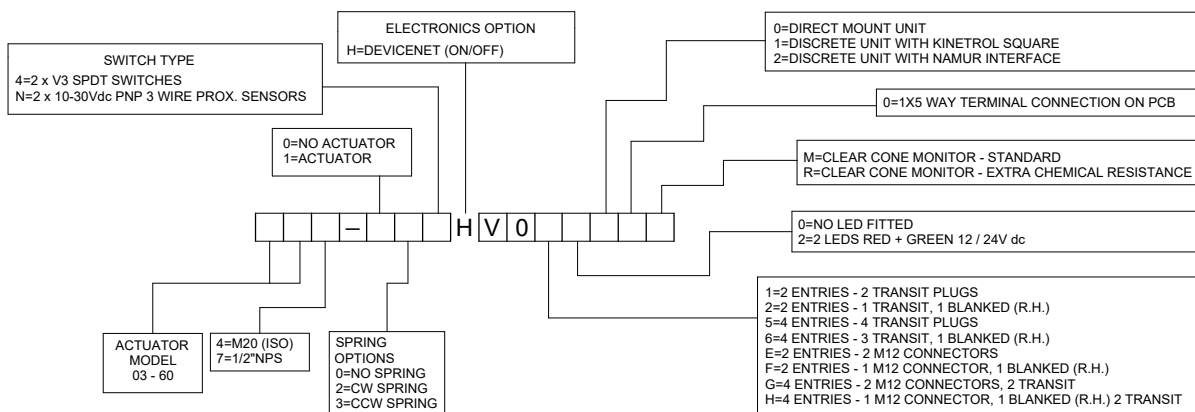 ELECTRONICS OPTION
H=DEVICENET (ON/OFF)
SWITCH TYPE
4=2 x V3 SPDT SWITCHES
N=2 x 10-30Vdc PNP 3 WIRE PROX. SENSORS
0=DIRECT MOUNT UNIT
1=DISCRETE UNIT WITH KINETROL SQUARE
2=DISCRETE UNIT WITH NAMUR INTERFACE
0=1X5 WAY TERMINAL CONNECTION ON PCB
0=NO ACTUATOR
1=ACTUATOR
M=CLEAR CONE MONITOR - STANDARD
R=CLEAR CONE MONITOR - EXTRA CHEMICAL RESISTANCE
– H V 0
0=NO LED FITTED
2=2 LEDS RED + GREEN 12 / 24V dc
ACTUATOR
MODEL
03 - 60
4=M20 (ISO)
7=1/2"NPS
SPRING
OPTIONS
0=NO SPRING
2=CW SPRING
3=CCW SPRING
1=2 ENTRIES - 2 TRANSIT PLUGS
2=2 ENTRIES - 1 TRANSIT, 1 BLANKED (R.H.)
5=4 ENTRIES - 4 TRANSIT PLUGS
6=4 ENTRIES - 3 TRANSIT, 1 BLANKED (R.H.)
E=2 ENTRIES - 2 M12 CONNECTORS
F=2 ENTRIES - 1 M12 CONNECTOR, 1 BLANKED (R.H.)
G=4 ENTRIES - 2 M12 CONNECTORS, 2 TRANSIT
H=4 ENTRIES - 1 M12 CONNECTOR, 1 BLANKED (R.H.) 2 TRANSIT